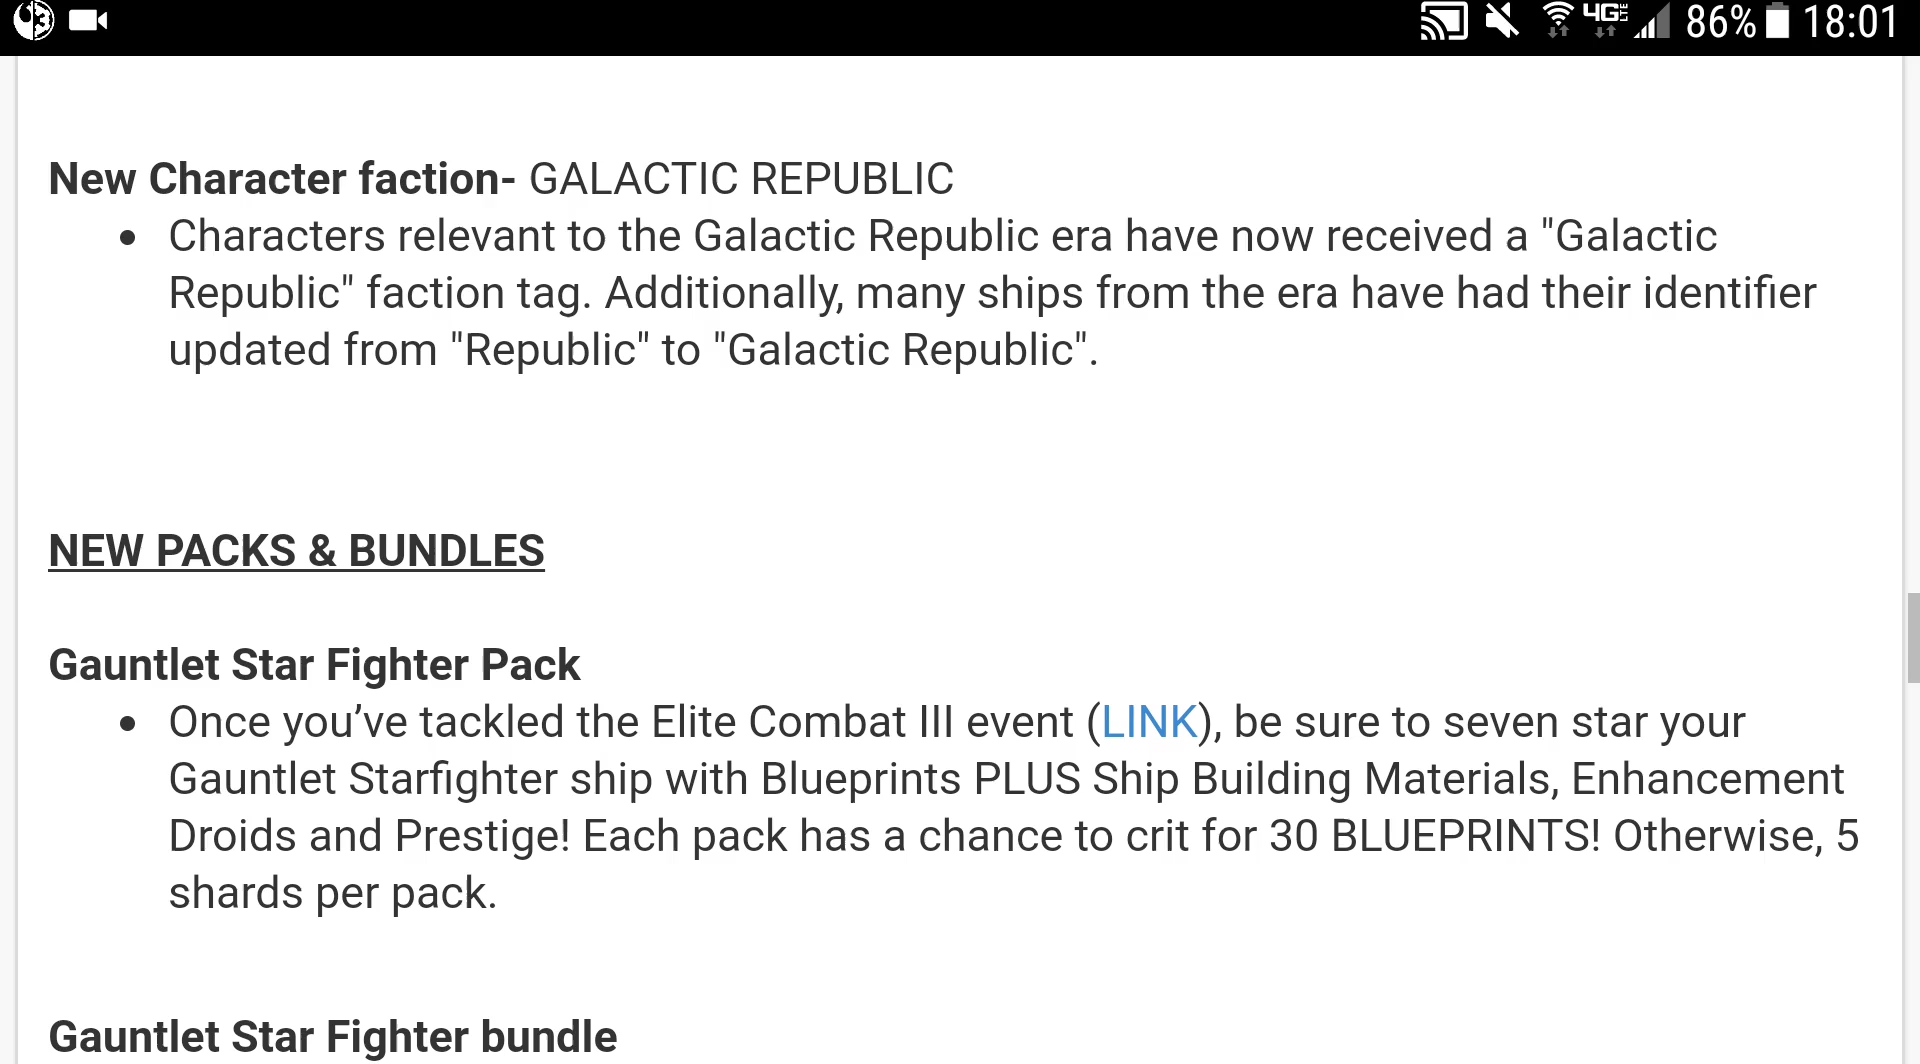 4G LTE 86% 18:01
New Character faction- GALACTIC REPUBLIC
• Characters relevant to the Galactic Republic era have now received a "Galactic
Republic" faction tag. Additionally, many ships from the era have had their identifier
updated from "Republic" to "Galactic Republic".
NEW PACKS & BUNDLES
Gauntlet Star Fighter Pack
• Once you’ve tackled the Elite Combat III event (LINK), be sure to seven star your
Gauntlet Starfighter ship with Blueprints PLUS Ship Building Materials, Enhancement
Droids and Prestige! Each pack has a chance to crit for 30 BLUEPRINTS! Otherwise, 5
shards per pack.
Gauntlet Star Fighter bundle